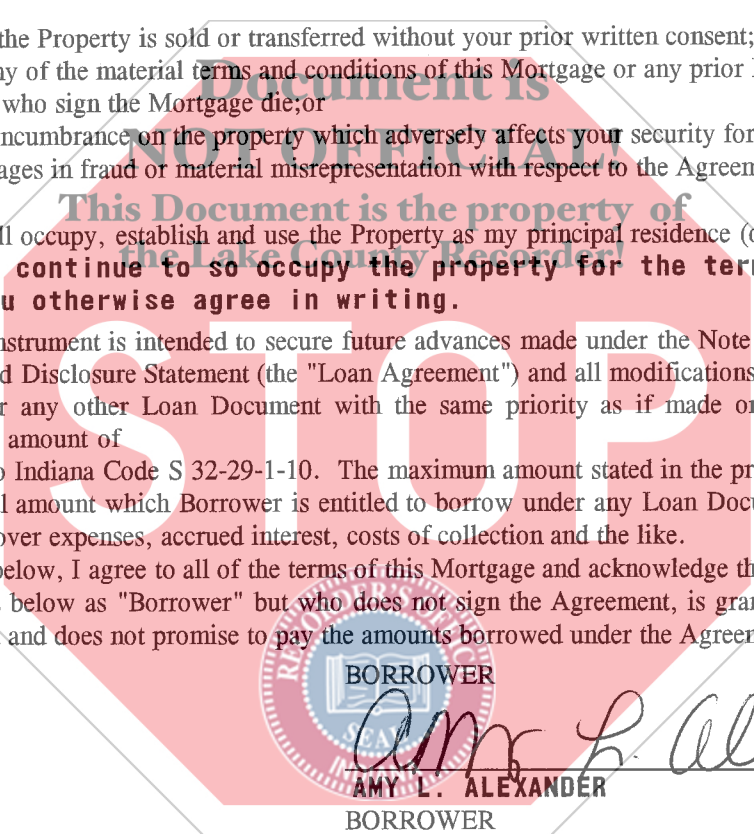 the Property is sold or transferred without your prior written consent;
ny of the material terms and conditions of this Mortgage or any prior
Document is
who sign the Mortgage die;or
ncumbrance on the property which adversely affects your security for
NOT OFFICIAL!
ages in fraud or material misrepresentation with respect to the Agreem
This Document is the property of
ll occupy, establish and use the Property as my principal residence (
the Lake County Recorder!
continue to so occupy the property for the ter
u otherwise agree in writing.
nstrument is intended to secure future advances made under the Note
d Disclosure Statement (the "Loan Agreement") and all modifications
r any other Loan Document with the same priority as if made o
STOP
amount of
o Indiana Code S 32-29-1-10. The maximum amount stated in the pr
l amount which Borrower is entitled to borrow under any Loan Docu
over expenses, accrued interest, costs of collection and the like.
below, I agree to all of the terms of this Mortgage and acknowledge th
below as "Borrower" but who does not sign the Agreement, is gran
and does not promise to pay the amounts borrowed under the Agreem
RECORDER'S OFFICE
BORROWER
SEAL
Amy L. Al
AMY L. ALEXANDER
BORROWER